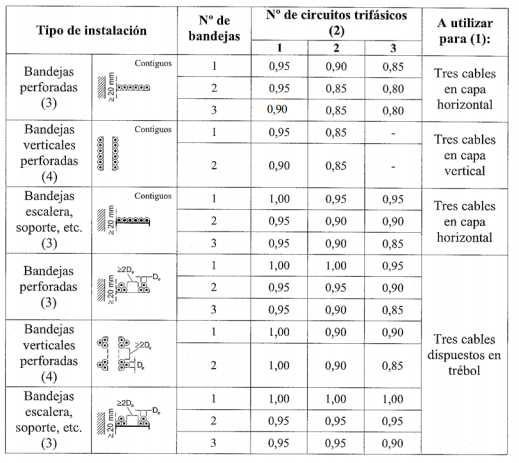 Tipo de instalación Nº de bandejas Nº de circuitos trifásicos (2) A utilizar para (1):
1 2 3
Bandejas perforadas (3) Contiguos ≥ 20 mm 1 0,95 0,90 0,85 Tres cables en capa horizontal
2 0,95 0,85 0,80
3 0,90 0,85 0,80
Bandejas verticales perforadas (4) Contiguos 1 0,95 0,85 - Tres cables en capa vertical
2 0,90 0,85 -
Bandejas escalera, soporte, etc. (3) Contiguos ≥ 20 mm 1 1,00 0,95 0,95 Tres cables en capa horizontal
2 0,95 0,90 0,90
3 0,95 0,90 0,85
Bandejas perforadas (3) ≥2Dₑ Dₑ ≥ 20 mm 1 1,00 1,00 0,95 Tres cables dispuestos en trébol
2 0,95 0,95 0,90
3 0,95 0,90 0,85
Bandejas verticales perforadas (4) ≥2Dₑ Dₑ 1 1,00 0,90 0,90
2 1,00 0,90 0,85
Bandejas escalera, soporte, etc. (3) ≥2Dₑ Dₑ ≥ 20 mm 1 1,00 1,00 1,00
2 0,95 0,95 0,95
3 0,95 0,95 0,90